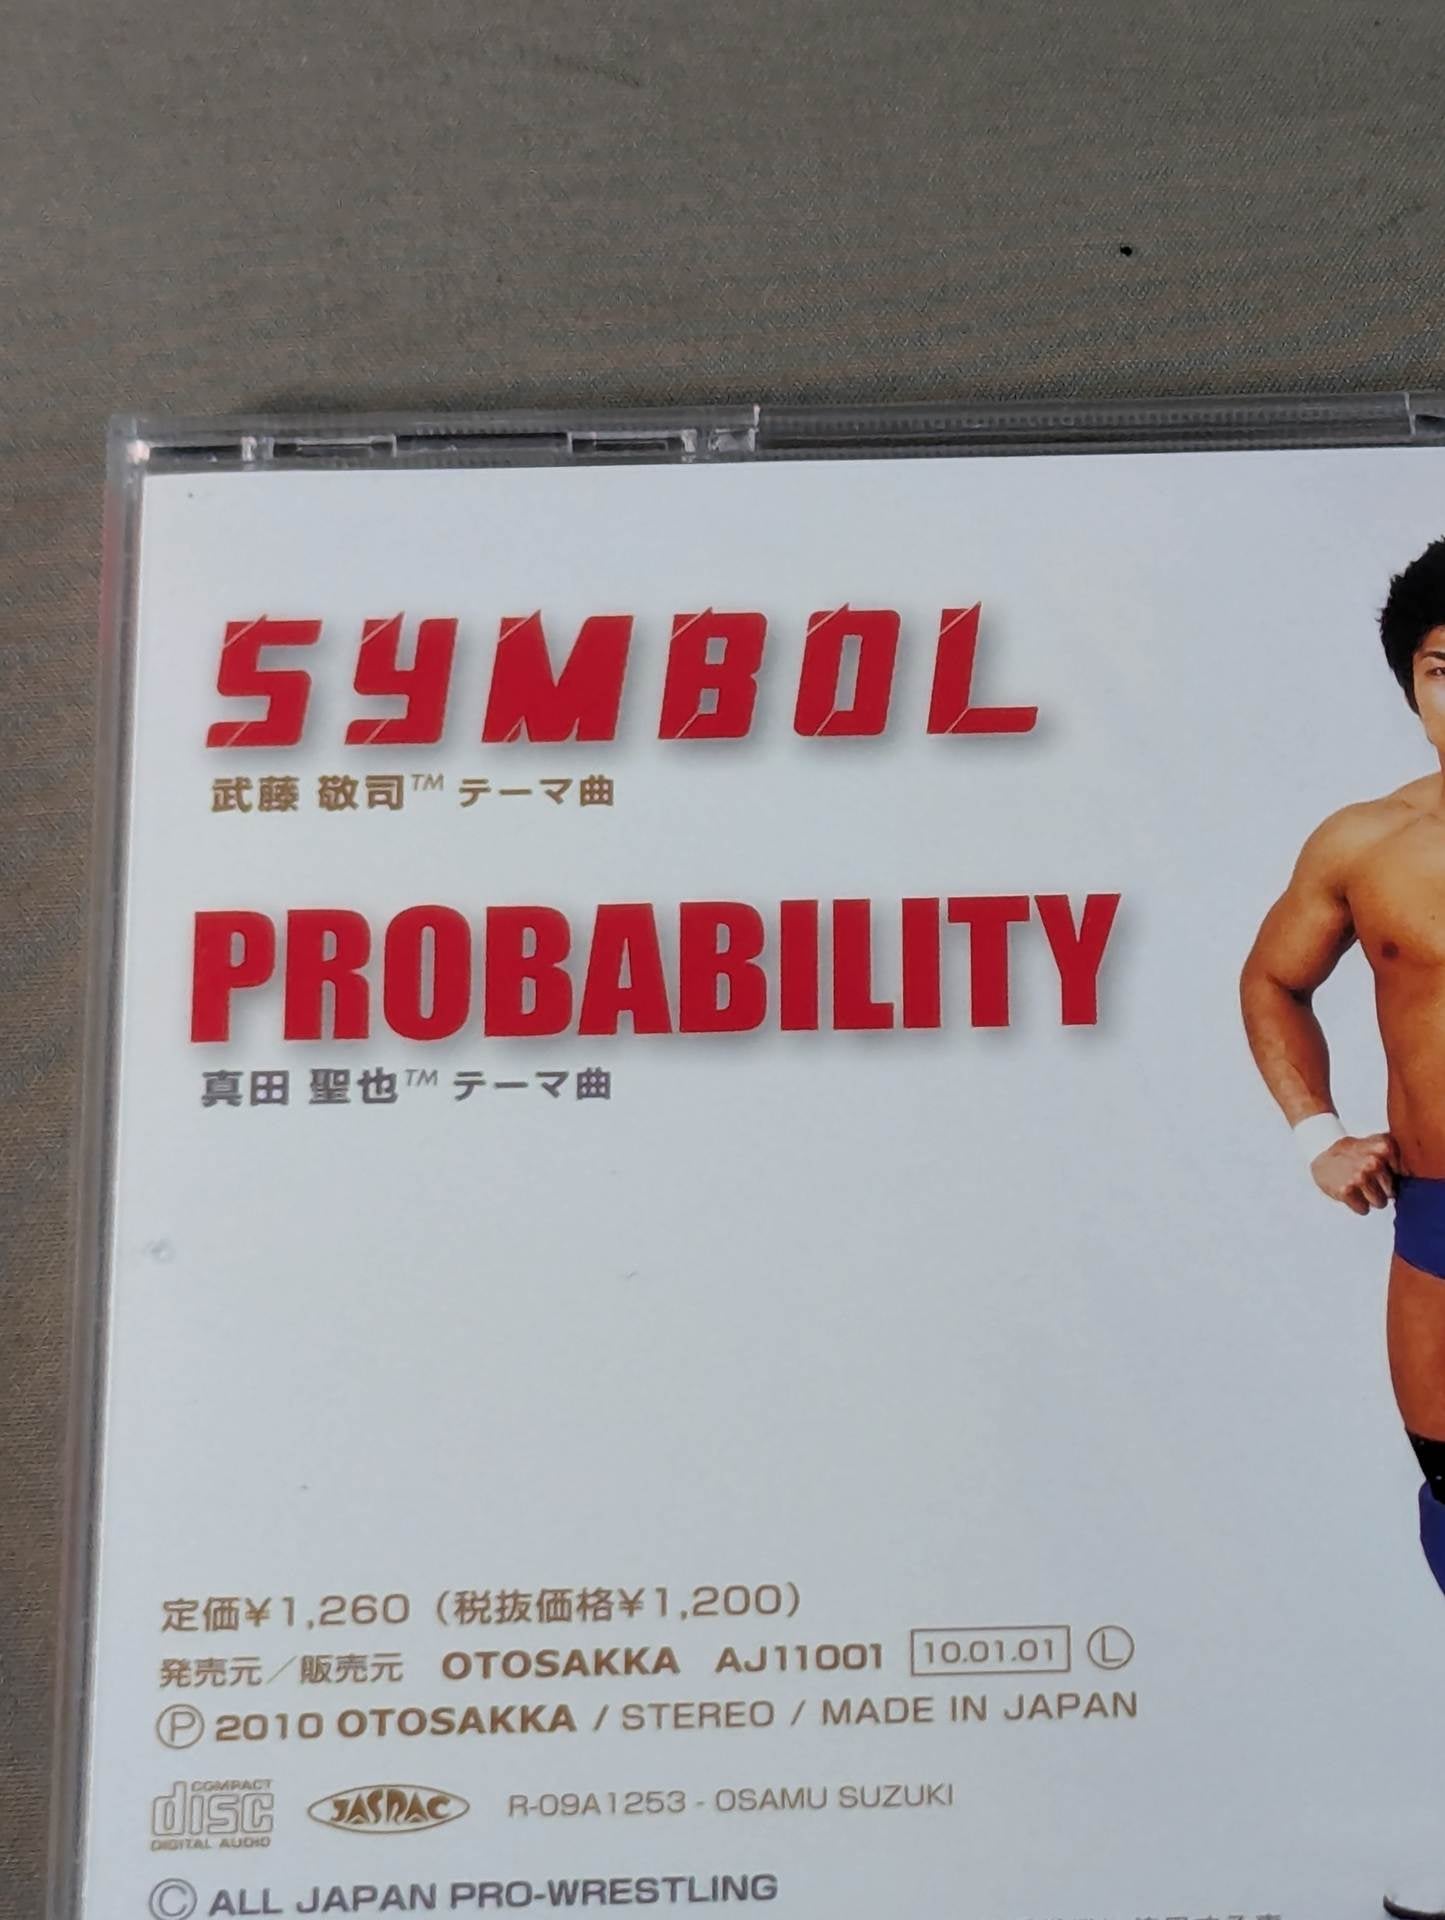 SYMBOL
武藤 敬司™ テーマ曲
PROBABILITY
真田 聖也™ テーマ曲
定価¥1,260（税抜価格¥1,200）
発売元／販売元 OTOSAKKA AJ11001 10.01.01 Ⓛ
Ⓟ 2010 OTOSAKKA / STEREO / MADE IN JAPAN
COMPACT disc DIGITAL AUDIO JASRAC R-09A1253 - OSAMU SUZUKI
© ALL JAPAN PRO-WRESTLING